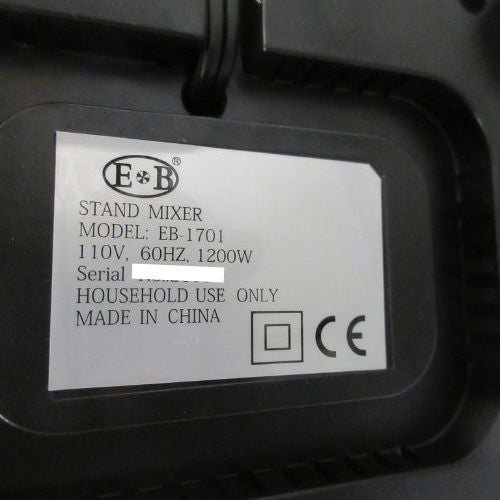 E B ®
STAND MIXER
MODEL: EB-1701
110V, 60HZ, 1200W
Serial
HOUSEHOLD USE ONLY
MADE IN CHINA
CE